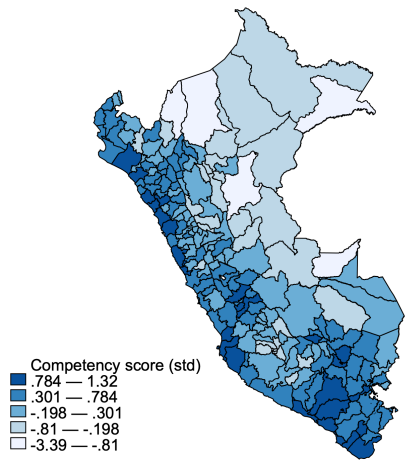 Competency score (std)
.784 — 1.32
.301 — .784
-.198 — .301
-.81 — -.198
-3.39 — -.81